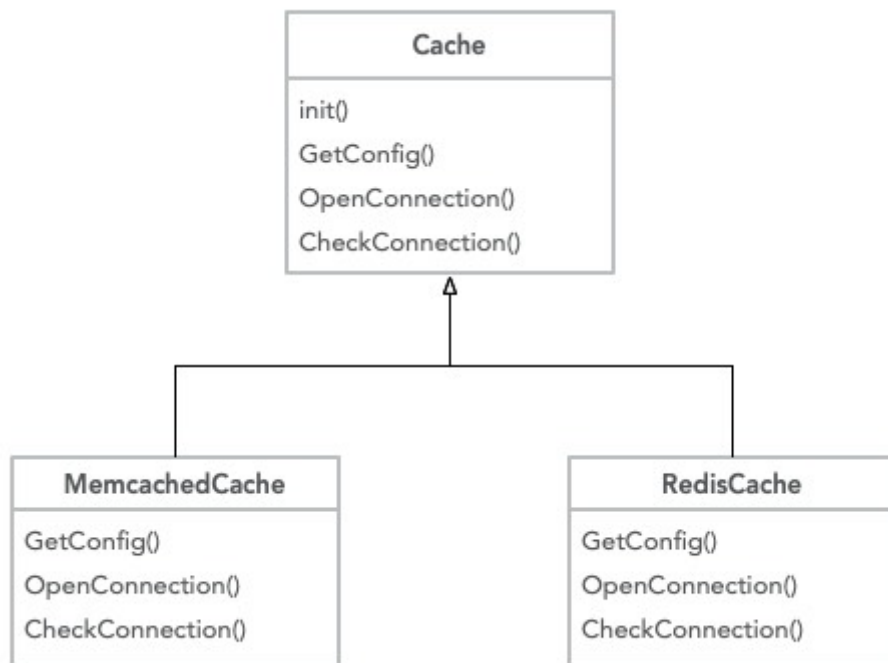 Cache
init()
GetConfig()
OpenConnection()
CheckConnection()
MemcachedCache
GetConfig()
OpenConnection()
CheckConnection()
RedisCache
GetConfig()
OpenConnection()
CheckConnection()